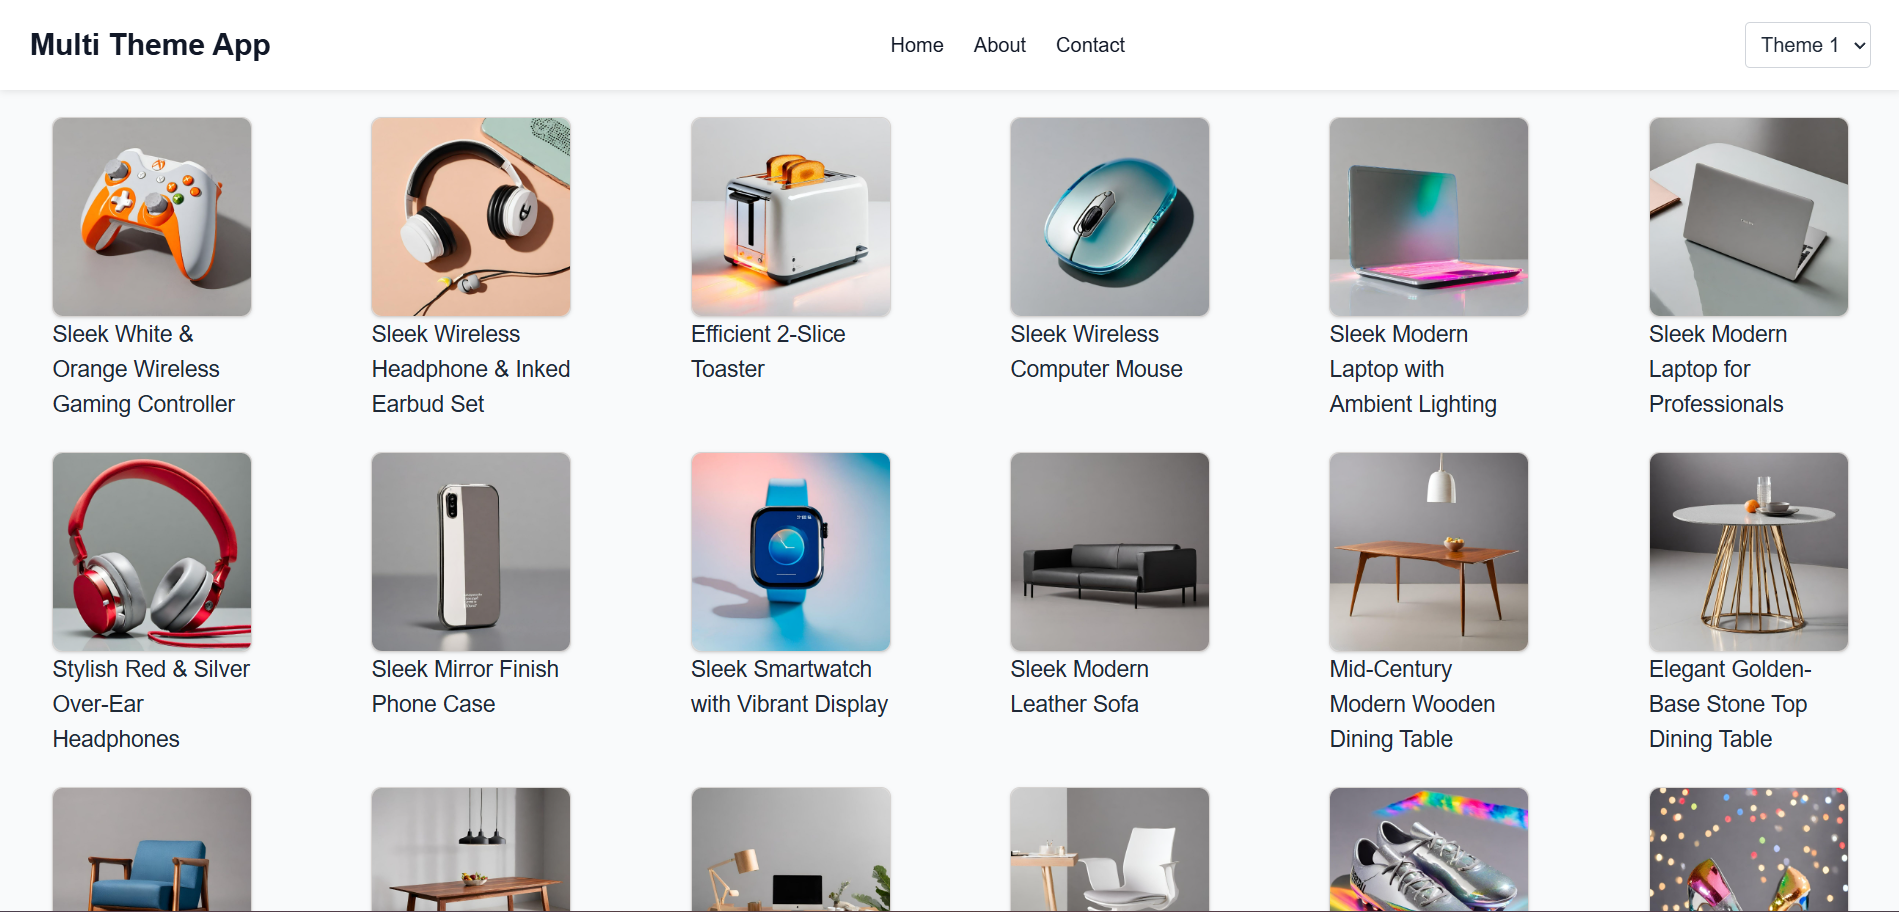 Multi Theme App
Home
About
Contact
Theme 1
Sleek White &
Orange Wireless
Gaming Controller
Sleek Wireless
Headphone & Inked
Earbud Set
Efficient 2-Slice
Toaster
Sleek Wireless
Computer Mouse
Sleek Modern
Laptop with
Ambient Lighting
Sleek Modern
Laptop for
Professionals
Stylish Red & Silver
Over-Ear
Headphones
Sleek Mirror Finish
Phone Case
Sleek Smartwatch
with Vibrant Display
Sleek Modern
Leather Sofa
Mid-Century
Modern Wooden
Dining Table
Elegant Golden-
Base Stone Top
Dining Table